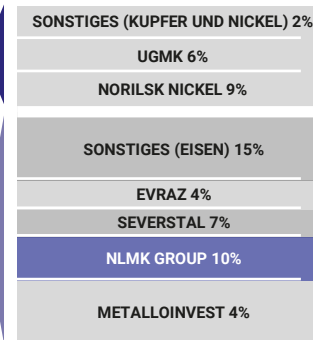 SONSTIGES (KUPFER UND NICKEL) 2%
UGMK 6%
NORILSK NICKEL 9%
SONSTIGES (EISEN) 15%
EVRAZ 4%
SEVERSTAL 7%
NLMK GROUP 10%
METALLOINVEST 4%